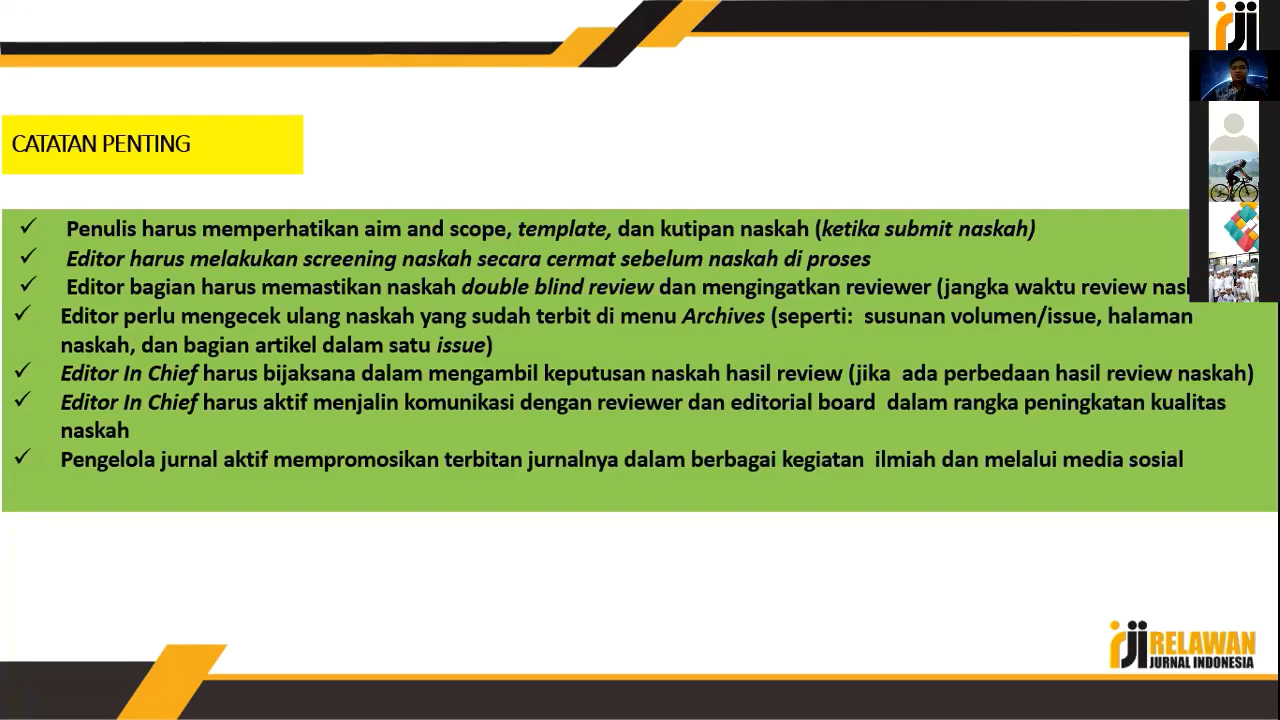 CATATAN PENTING
✓ Penulis harus memperhatikan aim and scope, template, dan kutipan naskah (ketika submit naskah)
✓ Editor harus melakukan screening naskah secara cermat sebelum naskah di proses
✓ Editor bagian harus memastikan naskah double blind review dan mengingatkan reviewer (jangka waktu review
✓ Editor perlu mengecek ulang naskah yang sudah terbit di menu Archives (seperti: susunan volumen/issue, halaman
naskah, dan bagian artikel dalam satu issue)
✓ Editor In Chief harus bijaksana dalam mengambil keputusan naskah hasil review (jika ada perbedaan hasil review naskah)
✓ Editor In Chief harus aktif menjalin komunikasi dengan reviewer dan editorial board dalam rangka peningkatan kualitas
naskah
✓ Pengelola jurnal aktif mempromosikan terbitan jurnalnya dalam berbagai kegiatan ilmiah dan melalui media sosial
rji
rji RELAWAN
JURNAL INDONESIA